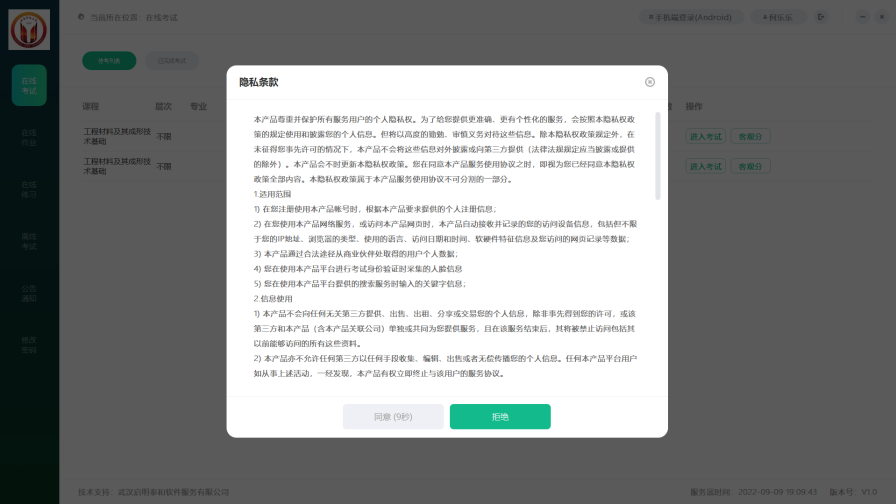 当前所在位置：在线考试
手机端登录(Android)
柯乐乐
在线
考试
课程
层次
专业
操作
工程材料及其成形技
术基础
不限
进入考试
客观分
工程材料及其成形技
术基础
不限
进入考试
客观分
在线
作业
在线
练习
离线
考试
公告
通知
修改
密码
隐私条款
本产品尊重并保护所有服务用户的个人隐私权。为了给您提供更准确、更有个性化的服务，会按照本隐私权政
策的规定使用和披露您的个人信息。但将以高度的勤勉、审慎义务对待这些信息。除本隐私权政策规定外，在
未征得您事先许可的情况下，本产品不会将这些信息对外披露或向第三方提供（法律法规规定应当披露或提供
的除外）。本产品会不时更新本隐私权政策。您在同意本产品服务使用协议之时，即视为您已经同意本隐私权
政策全部内容。本隐私权政策属于本产品服务使用协议不可分割的一部分。
1.适用范围
1) 在您注册使用本产品帐号时，根据本产品要求提供的个人注册信息；
2) 在您使用本产品网络服务，或访问本产品网页时，本产品自动接收并记录的您的访问设备信息，包括但不限
于您的IP地址、浏览器的类型、使用的语言、访问日期和时间、软硬件特征信息及您访问的网页记录等数据；
3) 本产品通过合法途径从商业伙伴处取得的用户个人数据；
4) 您在使用本产品平台进行考试身份验证时采集的人脸信息
5) 您在使用本产品平台提供的搜索服务时输入的关键字信息；
2.信息使用
1) 本产品不会向任何无关第三方提供、出售、出租、分享或交易您的个人信息，除非事先得到您的许可，或该
第三方和本产品（含本产品关联公司）单独或共同为您提供服务，且在该服务结束后，其将被禁止访问包括其
以前能够访问的所有这些资料。
2) 本产品亦不允许任何第三方以任何手段收集、编辑、出售或者无偿传播您的个人信息。任何本产品平台用户
如从事上述活动，一经发现，本产品有权立即终止与该用户的服务协议。
同意 (9秒)
拒绝
技术支持：武汉启明泰和软件服务有限公司
服务器时间：2022-09-09 19:09:43
版本号：V1.0